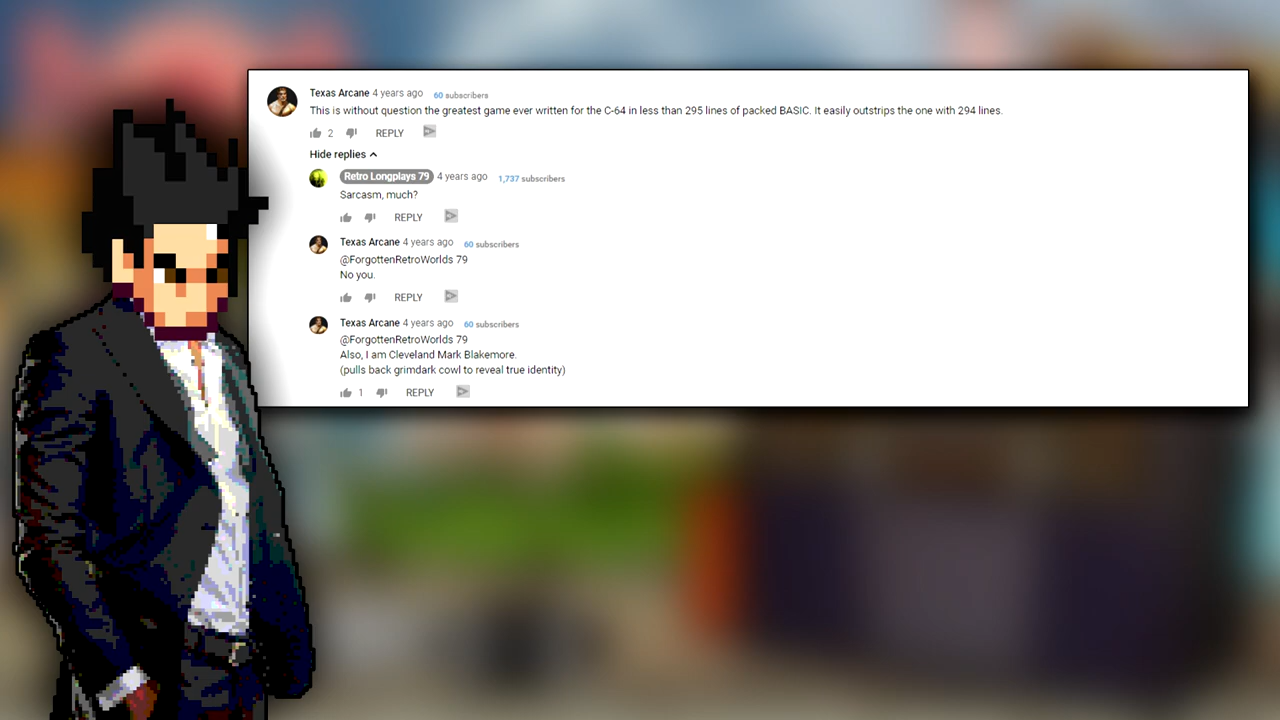 Texas Arcane 4 years ago 60 subscribers
This is without question the greatest game ever written for the C-64 in less than 295 lines of packed BASIC. It easily outstrips the one with 294 lines.
2 REPLY
Hide replies
Retro Longplays 79 4 years ago 1,737 subscribers
Sarcasm, much?
REPLY
Texas Arcane 4 years ago 60 subscribers
@ForgottenRetroWorlds 79
No you.
REPLY
Texas Arcane 4 years ago 60 subscribers
@ForgottenRetroWorlds 79
Also, I am Cleveland Mark Blakemore.
(pulls back grimdark cowl to reveal true identity)
1 REPLY